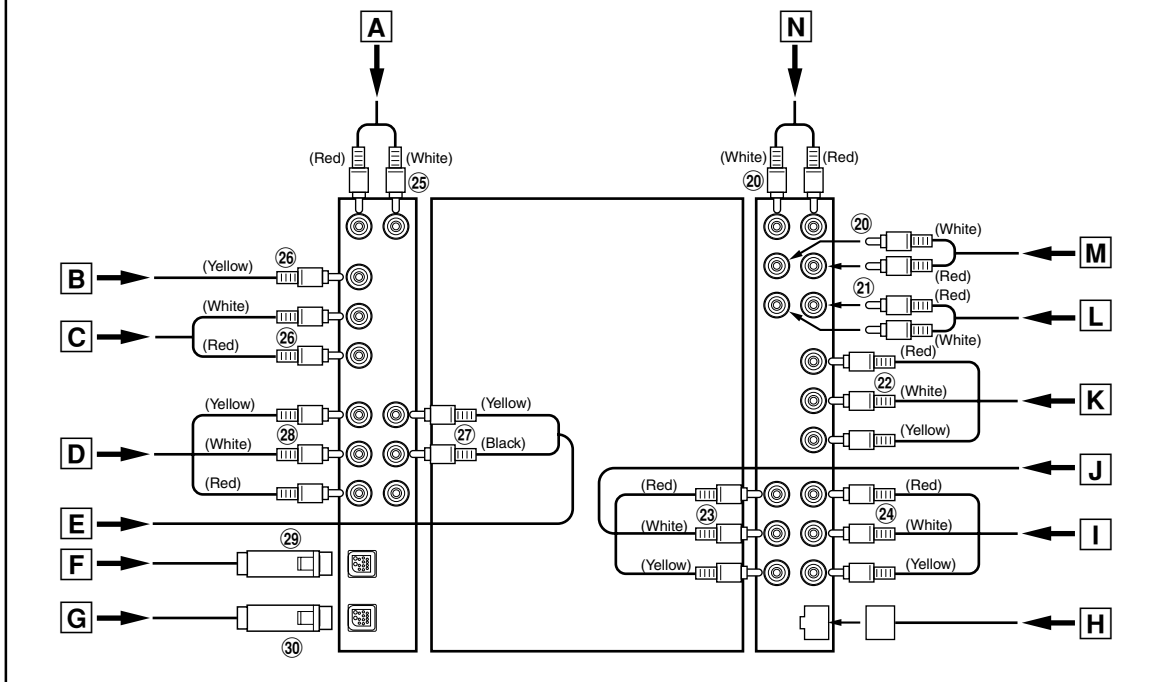 A
N
(Red)
(White)
(White)
(Red)
25
20
20
(White)
M
(Red)
26
(Yellow)
B
21
(Red)
L
(White)
(White)
C
(Red)
26
(Red)
22
(White)
K
(Yellow)
(Yellow)
(Yellow)
D
(White)
28
27
(Black)
(Red)
J
(Red)
(Red)
E
(White)
23
24
(White)
I
29
F
(Yellow)
(Yellow)
G
H
30